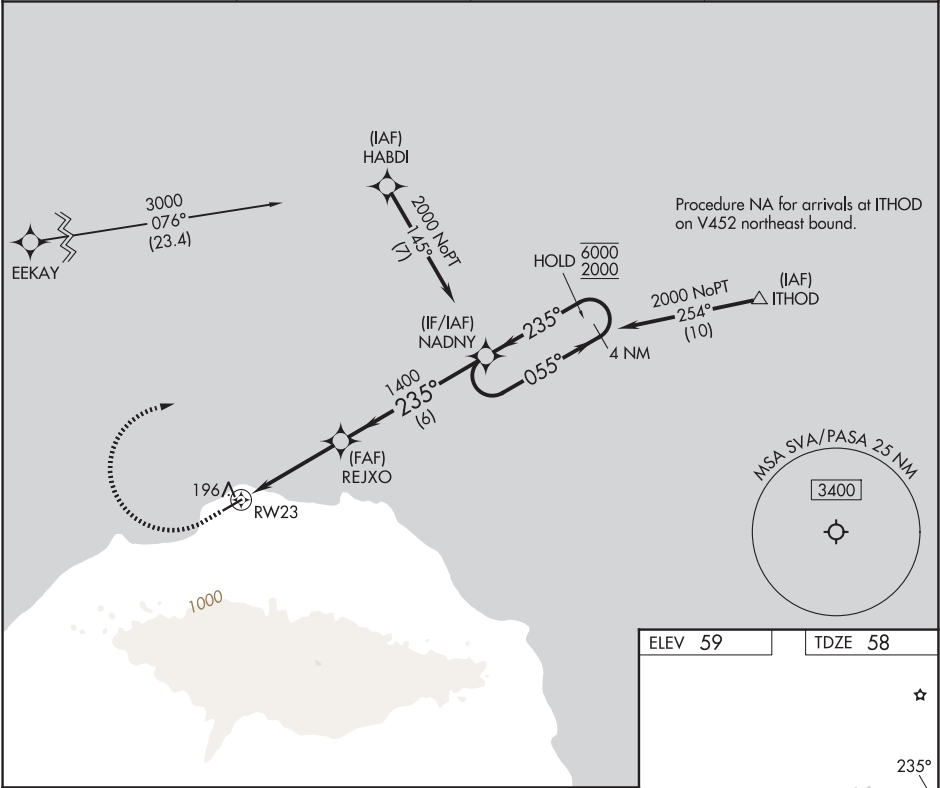 (IAF)
HABDI
3000
076°
(23.4)
EEKAY
2000 NoPT
145°
(7)
Procedure NA for arrivals at ITHOD
on V452 northeast bound.
HOLD
6000
2000
(IAF)
ITHOD
2000 NoPT
254°
(10)
(IF/IAF)
NADNY
235°
055°
4 NM
1400
235°
(6)
(FAF)
REJXO
196
RW23
MSA SVA/PASA 25 NM
3400
1000
ELEV 59
TDZE 58
235°